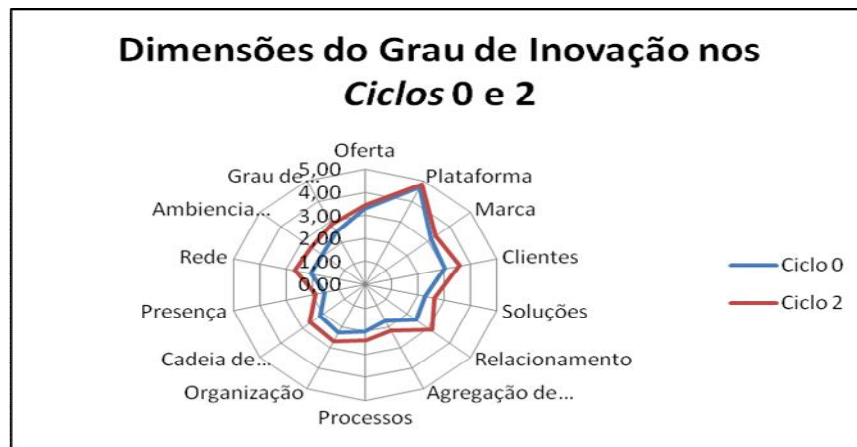 Dimensões do Grau de Inovação nos
Ciclos 0 e 2
Oferta
Plataforma
Marca
Clientes
Soluções
Relacionamento
Agregação de...
Processos
Organização
Cadeia de...
Presença
Rede
Ambiencia...
Grau de...
5,00
4,00
3,00
2,00
1,00
0,00
Ciclo 0
Ciclo 2